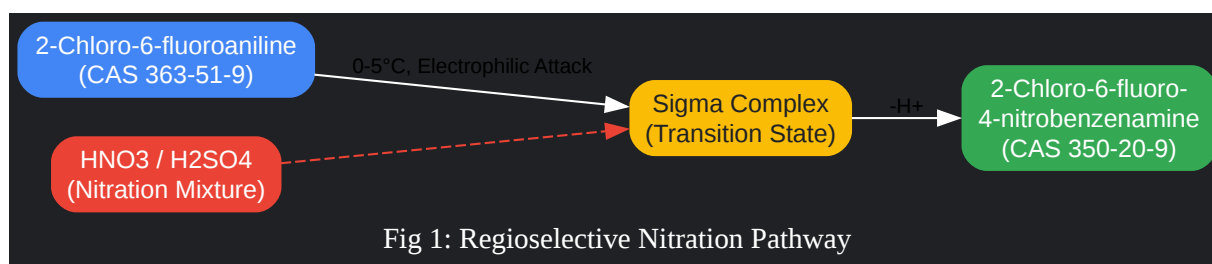 2-Chloro-6-fluoroaniline
(CAS 363-51-9)
0-5°C, Electrophilic Attack
HNO3 / H2SO4
(Nitration Mixture)
Sigma Complex
(Transition State)
-H+
2-Chloro-6-fluoro-
4-nitrobenzenamine
(CAS 350-20-9)
Fig 1: Regioselective Nitration Pathway